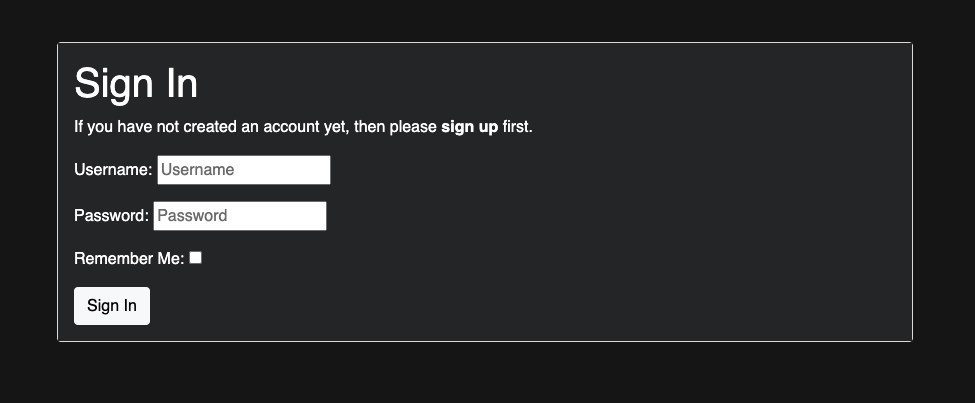 Sign In
If you have not created an account yet, then please sign up first.
Username: Username
Password: Password
Remember Me:
Sign In